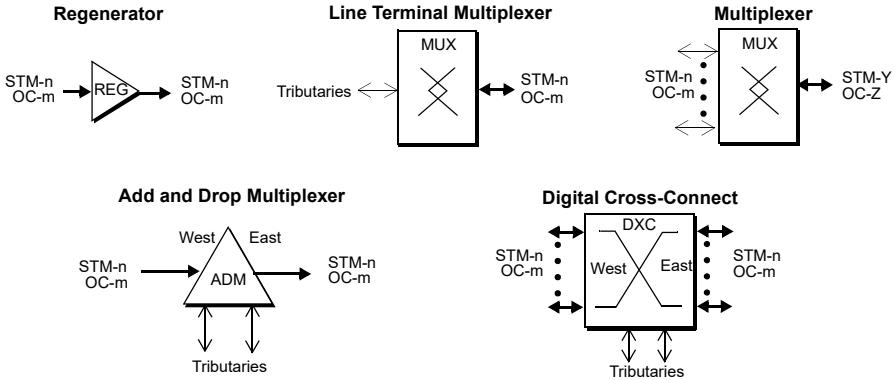 Regenerator
STM-n
OC-m
REG
STM-n
OC-m
Line Terminal Multiplexer
MUX
Tributaries
STM-n
OC-m
Multiplexer
MUX
STM-n
OC-m
STM-Y
OC-Z
Add and Drop Multiplexer
West East
STM-n
OC-m
ADM
STM-n
OC-m
Tributaries
Digital Cross-Connect
DXC
STM-n
OC-m
West East
STM-n
OC-m
Tributaries